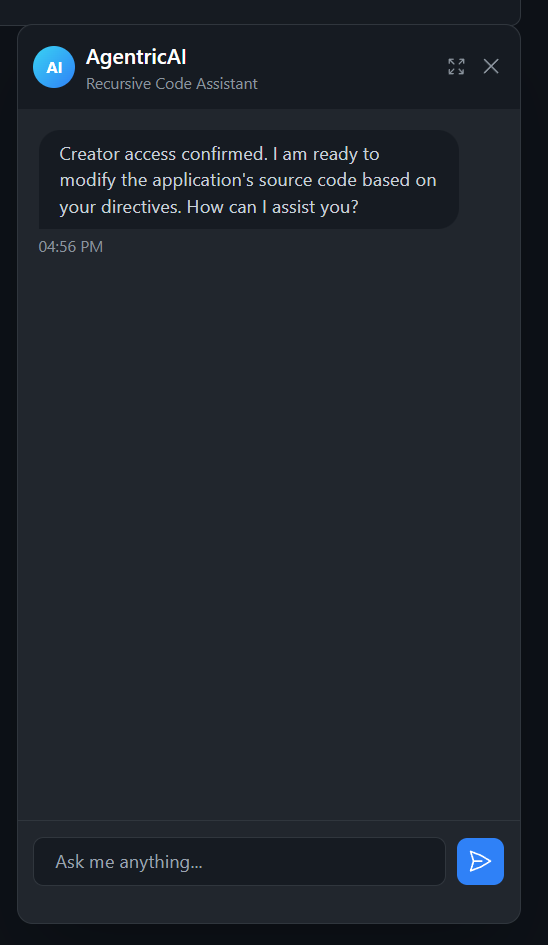 AI
AgentricAI
Recursive Code Assistant
Creator access confirmed. I am ready to
modify the application's source code based on
your directives. How can I assist you?
04:56 PM
Ask me anything...